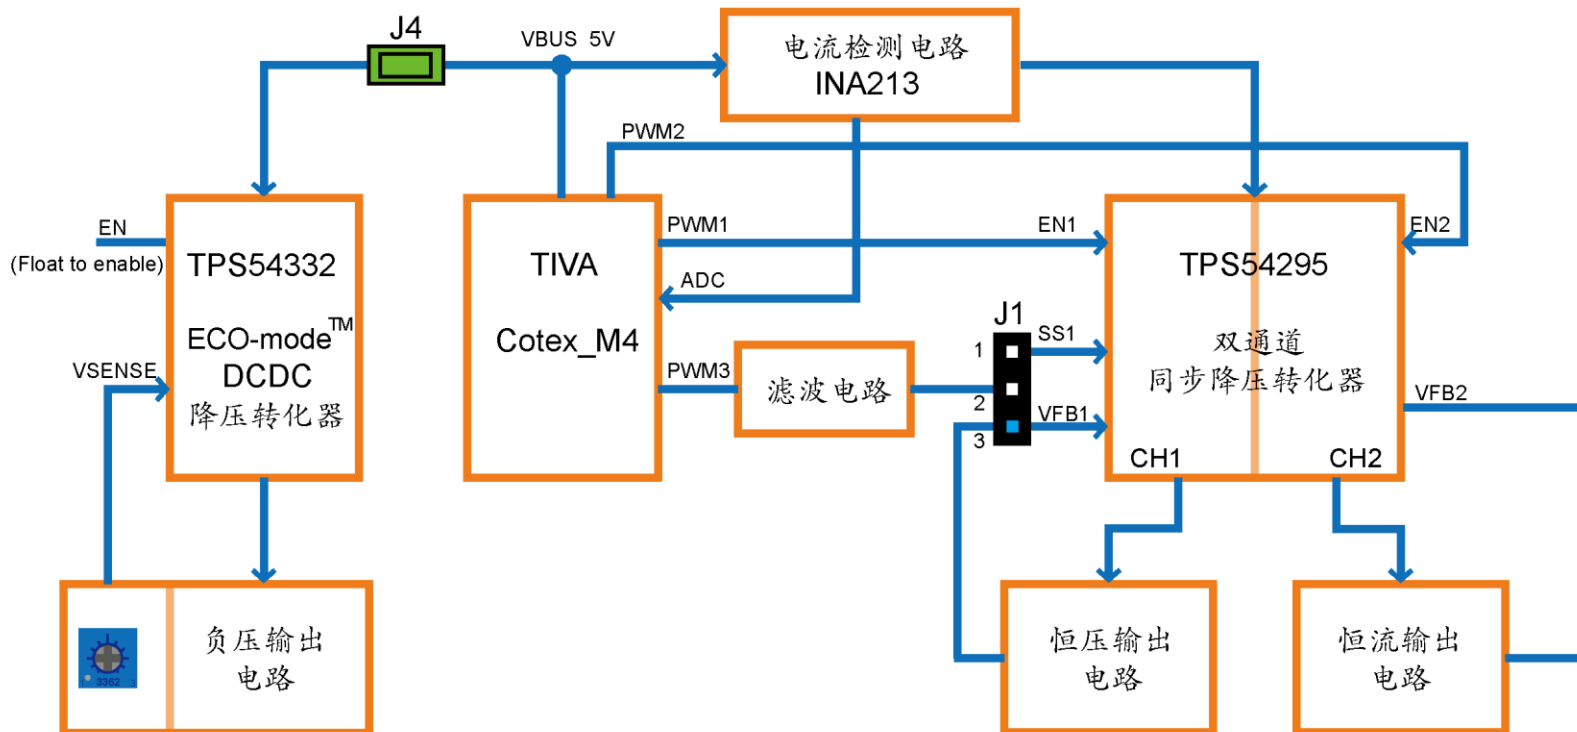 J4
VBUS 5V
电流检测电路
INA213
PWM2
EN
(Float to enable)
TPS54332
ECO-mode™
DCDC
降压转化器
VSENSE
TIVA
Cotex_M4
PWM1
ADC
PWM3
滤波电路
J1
1
2
3
EN1
SS1
VFB1
EN2
TPS54295
双通道
同步降压转化器
VFB2
CH1
CH2
3362
负压输出
电路
恒压输出
电路
恒流输出
电路